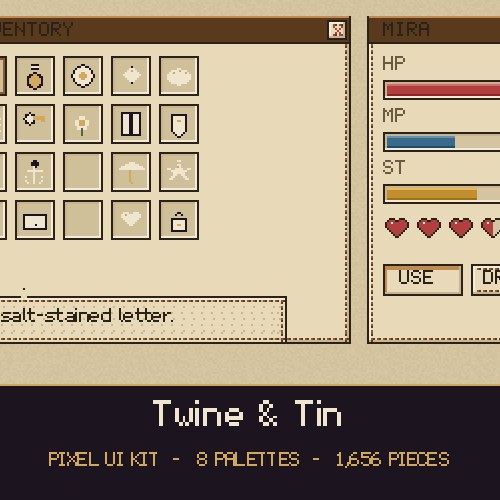 ENTORY
MIRA
HP
MP
ST
USE
DR
salt-stained letter.
Twine & Tin
PIXEL UI KIT - 8 PALETTES - 1,656 PIECES